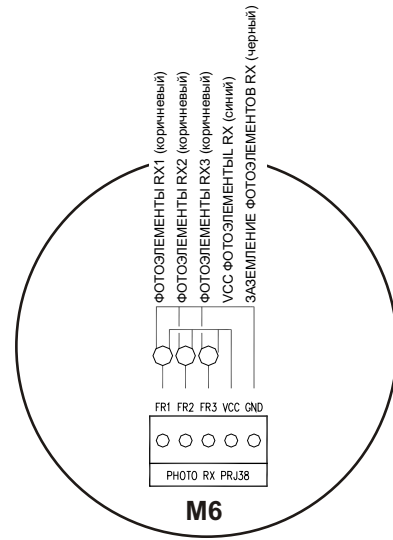 ФОТОЭЛЕМЕНТЫ RX1 (коричневый)
ФОТОЭЛЕМЕНТЫ RX2 (коричневый)
ФОТОЭЛЕМЕНТЫ RX3 (коричневый)
VCC ФОТОЭЛЕМЕНТЫL RX (синий)
ЗАЗЕМЛЕНИЕ ФОТОЭЛЕМЕНТОВ RX (черный)
FR1 FR2 FR3 VCC GND
PHOTO RX PRJ38
M6